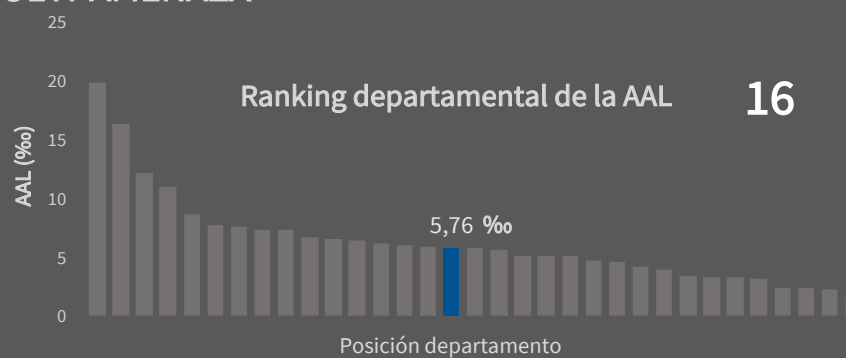 25
20
Ranking departamental de la AAL 16
15
AAL (‰)
10
5,76 ‰
5
0
Posición departamento